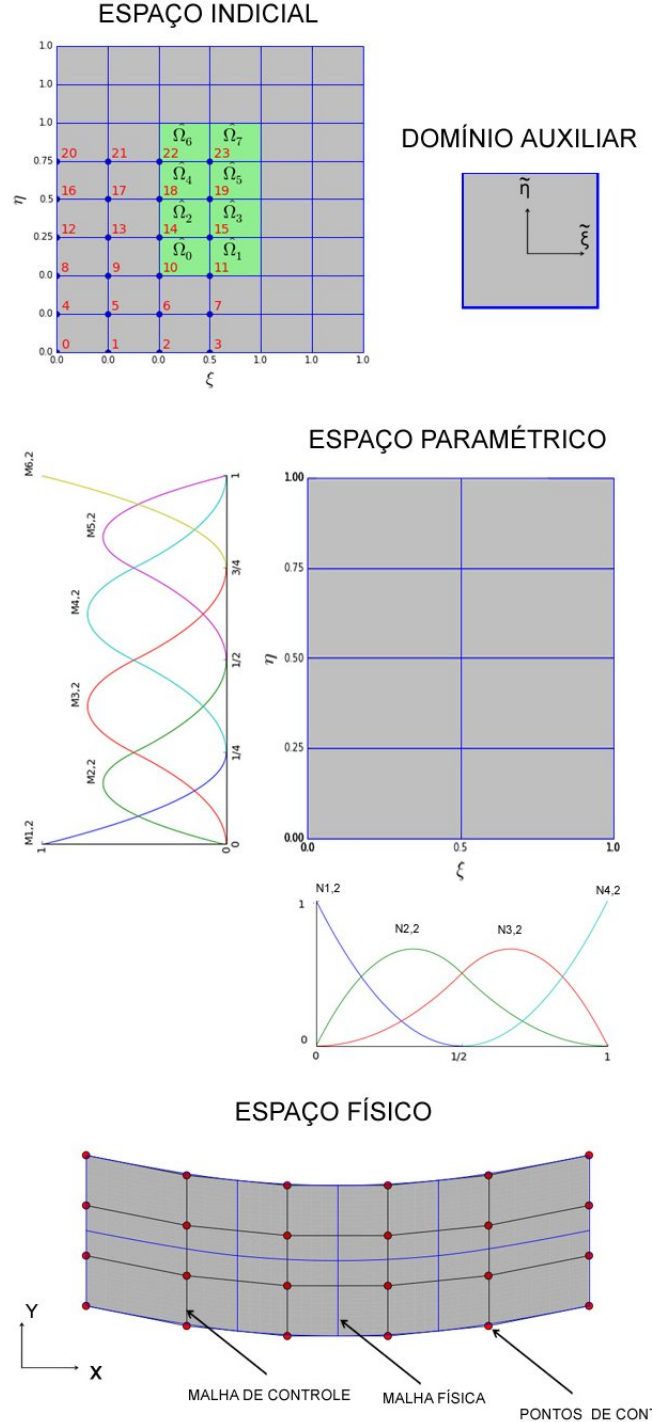 ESPAÇO INDICIAL
1.0
1.0
1.0
0.75
0.5
0.25
0.0
0.0
0.0
η
20 21 22 23
16 17 18 19
12 13 14 15
8 9 10 11
4 5 6 7
0 1 2 3
Ω̂6 Ω̂7
Ω̂4 Ω̂5
Ω̂2 Ω̂3
Ω̂0 Ω̂1
0.0 0.0 0.0 0.5 1.0 1.0 1.0
ξ
DOMÍNIO AUXILIAR
η̃
ξ̃
ESPAÇO PARAMÉTRICO
M6,2
M5,2
M4,2
M3,2
M2,2
M1,2
1
3/4
1/2
1/4
0
1 0
1.00
0.75
0.50
0.25
0.00
η
0.0 0.5 1.0
ξ
N1,2 N2,2 N3,2 N4,2
1
0
0 1/2 1
ESPAÇO FÍSICO
Y
X
MALHA DE CONTROLE
MALHA FÍSICA
PONTOS DE CONT